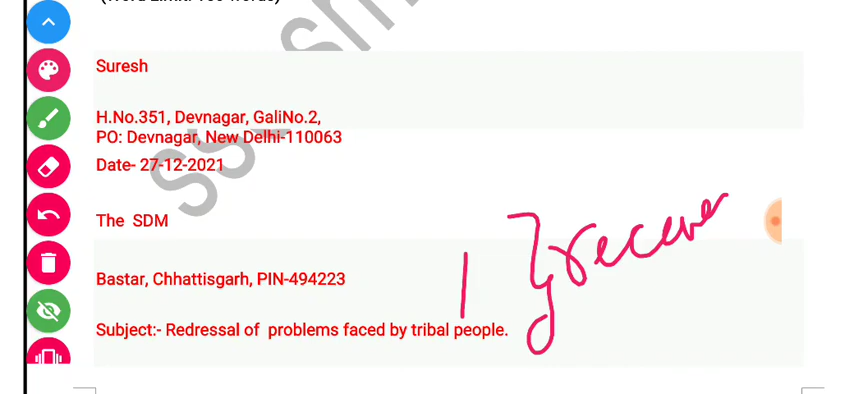 Suresh
H.No.351, Devnagar, GaliNo.2,
PO: Devnagar, New Delhi-110063
Date- 27-12-2021
The SDM
Bastar, Chhattisgarh, PIN-494223
Subject:- Redressal of problems faced by tribal people.